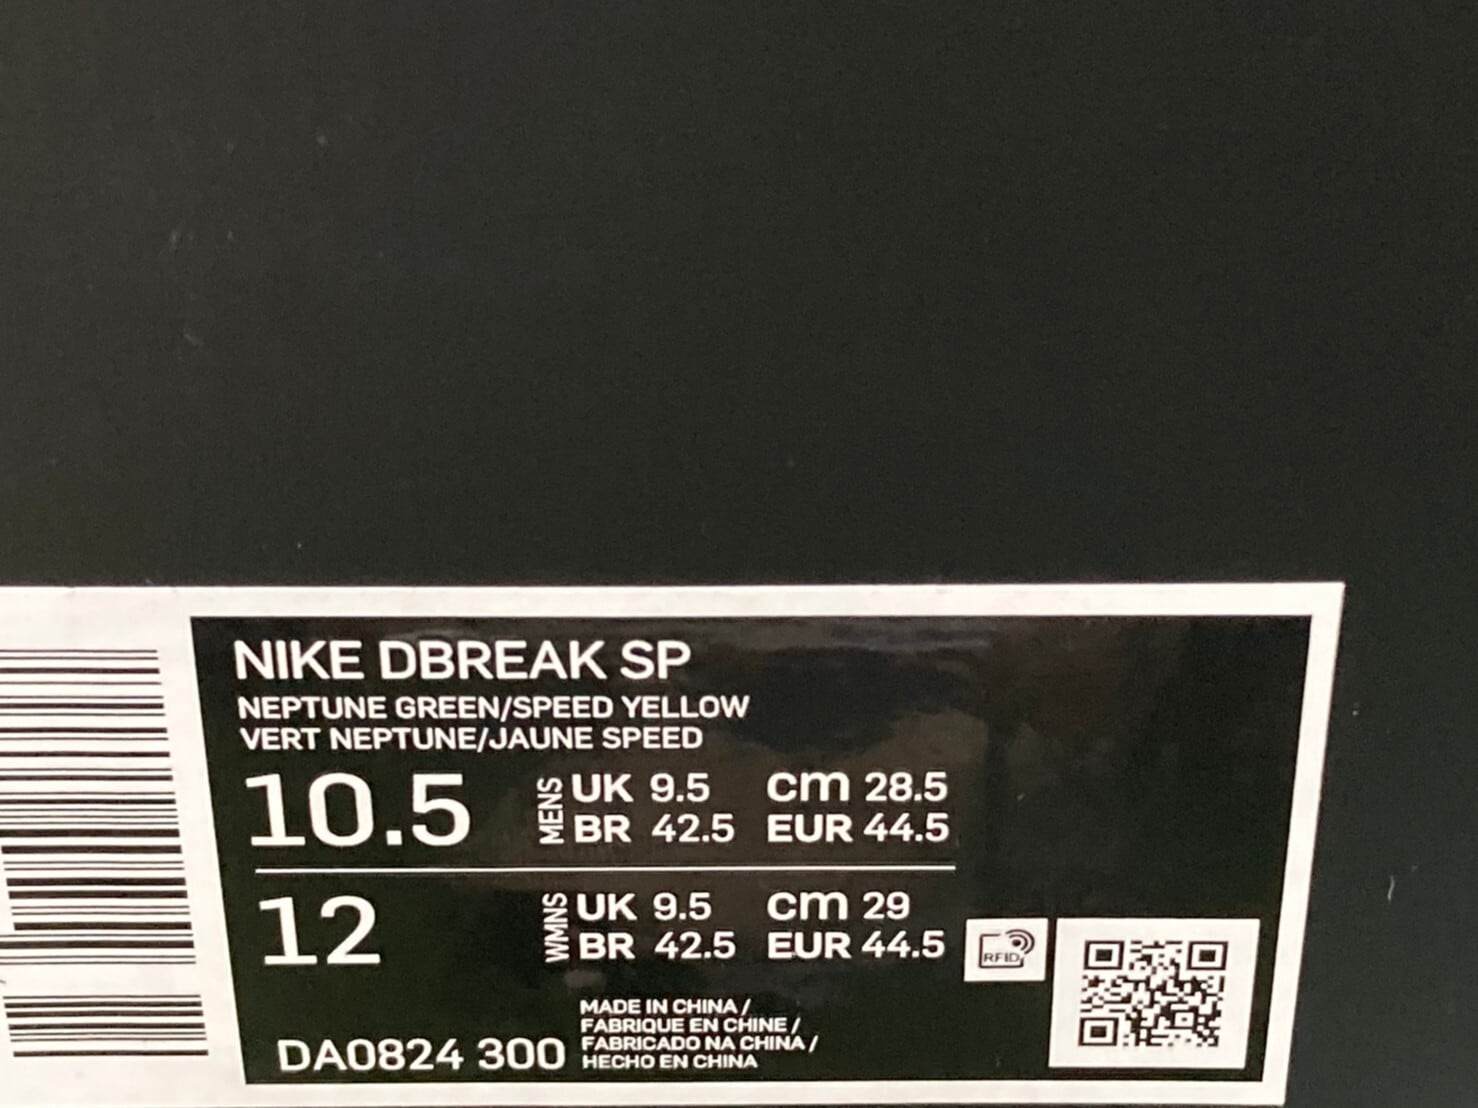 NIKE DBREAK SP
NEPTUNE GREEN/SPEED YELLOW
VERT NEPTUNE/JAUNE SPEED
10.5 MENS UK 9.5 cm 28.5
BR 42.5 EUR 44.5
12 WMNS UK 9.5 cm 29
BR 42.5 EUR 44.5
RFID
MADE IN CHINA /
FABRIQUE EN CHINE /
FABRICADO NA CHINA /
HECHO EN CHINA
DA0824 300